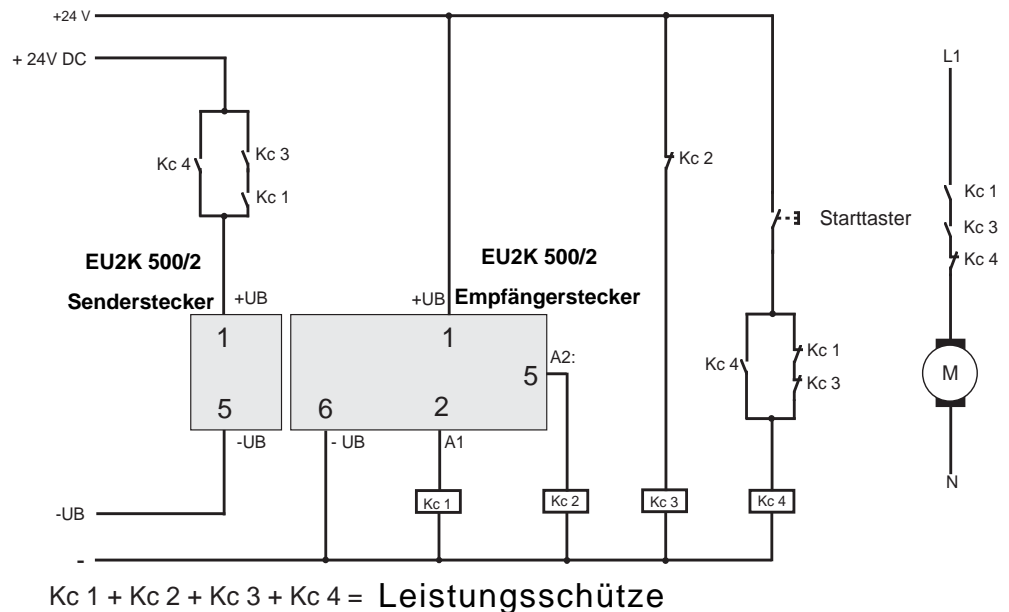 +24 V
+ 24V DC
L1
Kc 4
Kc 3
Kc 1
Kc 2
Kc 1
Kc 3
Kc 4
Starttaster
EU2K 500/2
Senderstecker
+UB
EU2K 500/2
Empfängerstecker
+UB
1
5
-UB
1
5
A2:
6
2
- UB
A1
Kc 4
Kc 1
Kc 3
M
N
Kc 1
Kc 2
Kc 3
Kc 4
-UB
-
Kc 1 + Kc 2 + Kc 3 + Kc 4 = Leistungsschütze